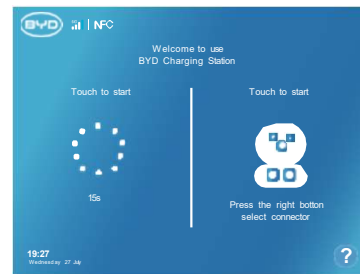 BYD NFC
Welcome to use
BYD Charging Station
Touch to start
Touch to start
15s
Press the right botton
select connector
19:27
Wednesday 27 July
?